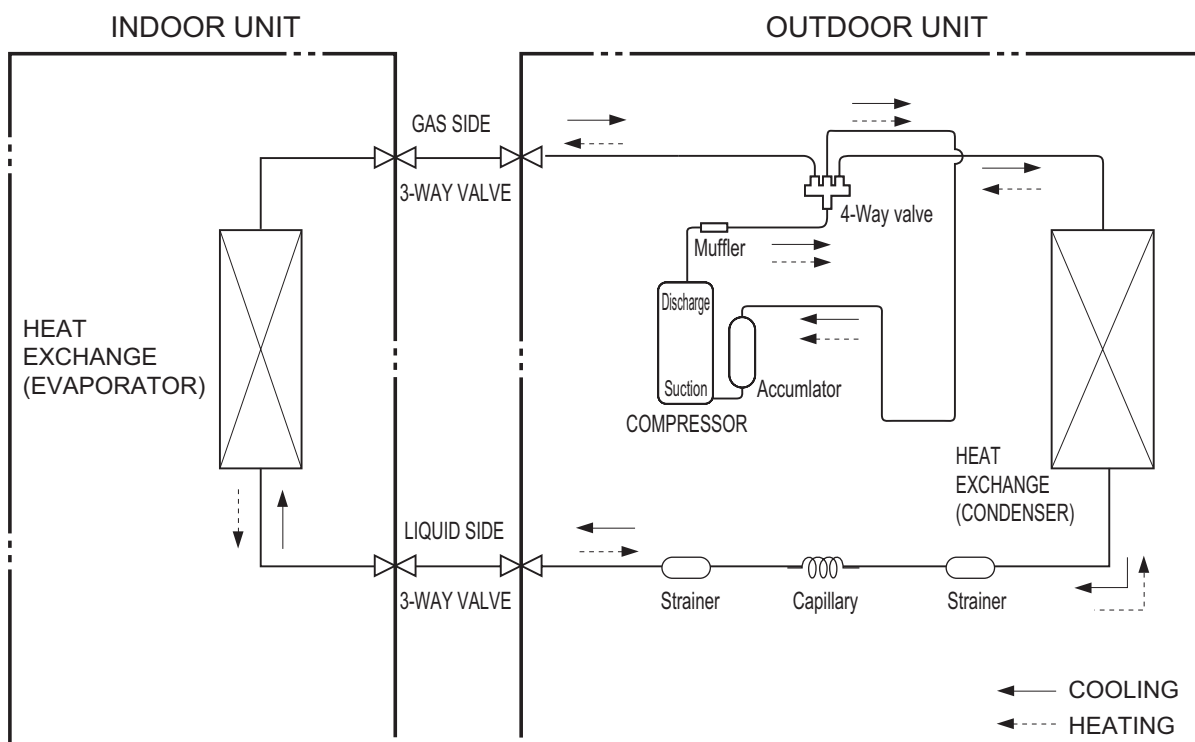 INDOOR UNIT
OUTDOOR UNIT
GAS SIDE
3-WAY VALVE
4-Way valve
Muffler
Discharge
Suction
Accumlator
COMPRESSOR
HEAT
EXCHANGE
(EVAPORATOR)
HEAT
EXCHANGE
(CONDENSER)
LIQUID SIDE
3-WAY VALVE
Strainer
Capillary
Strainer
COOLING
HEATING